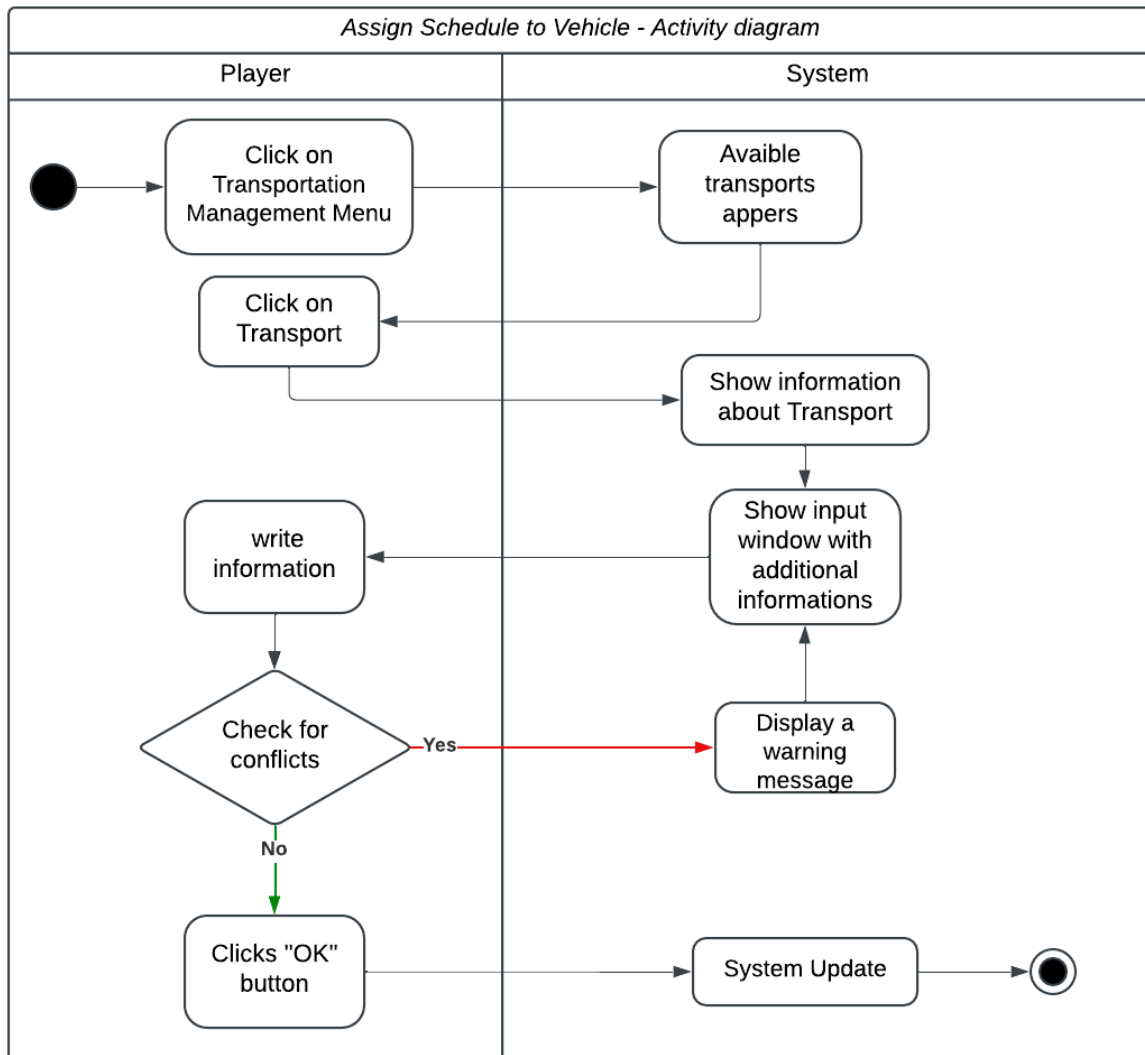 Assign Schedule to Vehicle - Activity diagram
Player
System
Click on
Transportation
Management Menu
Avaible
transports
appers
Click on
Transport
Show information
about Transport
Show input
window with
additional
informations
write
information
Check for
conflicts
Yes
Display a
warning
message
No
Clicks "OK"
button
System Update